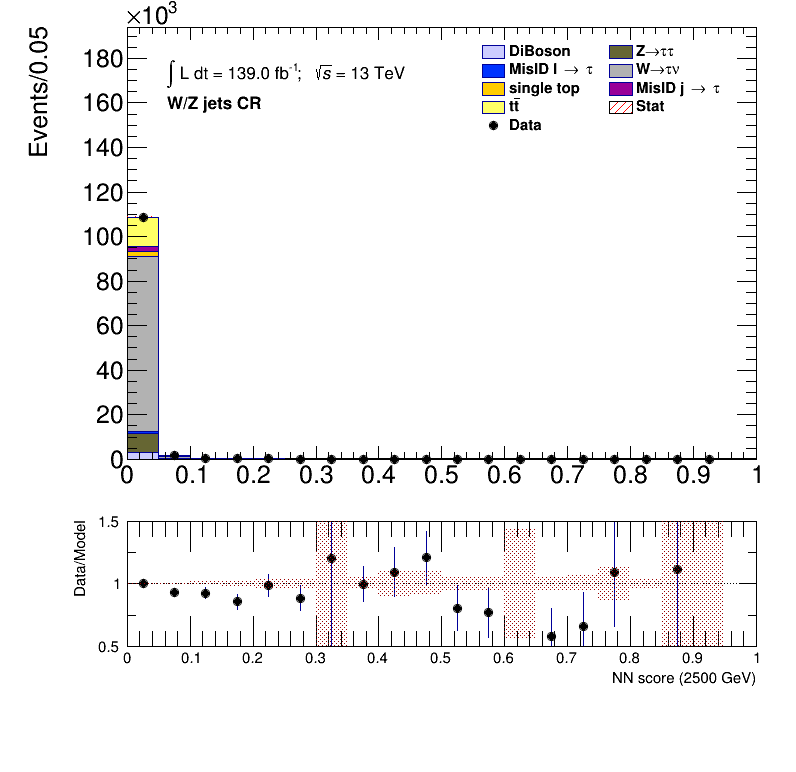 ×10³
Events/0.05
180
160
140
120
100
80
60
40
20
0
∫ L dt = 139.0 fb⁻¹; √s = 13 TeV
W/Z jets CR
DiBoson
Z→ττ
MisID l → τ
W→τν
single top
MisID j → τ
tt̄
Stat
Data
0 0.1 0.2 0.3 0.4 0.5 0.6 0.7 0.8 0.9 1
Data/Model
1.5
1
0.5
0 0.1 0.2 0.3 0.4 0.5 0.6 0.7 0.8 0.9 1
NN score (2500 GeV)